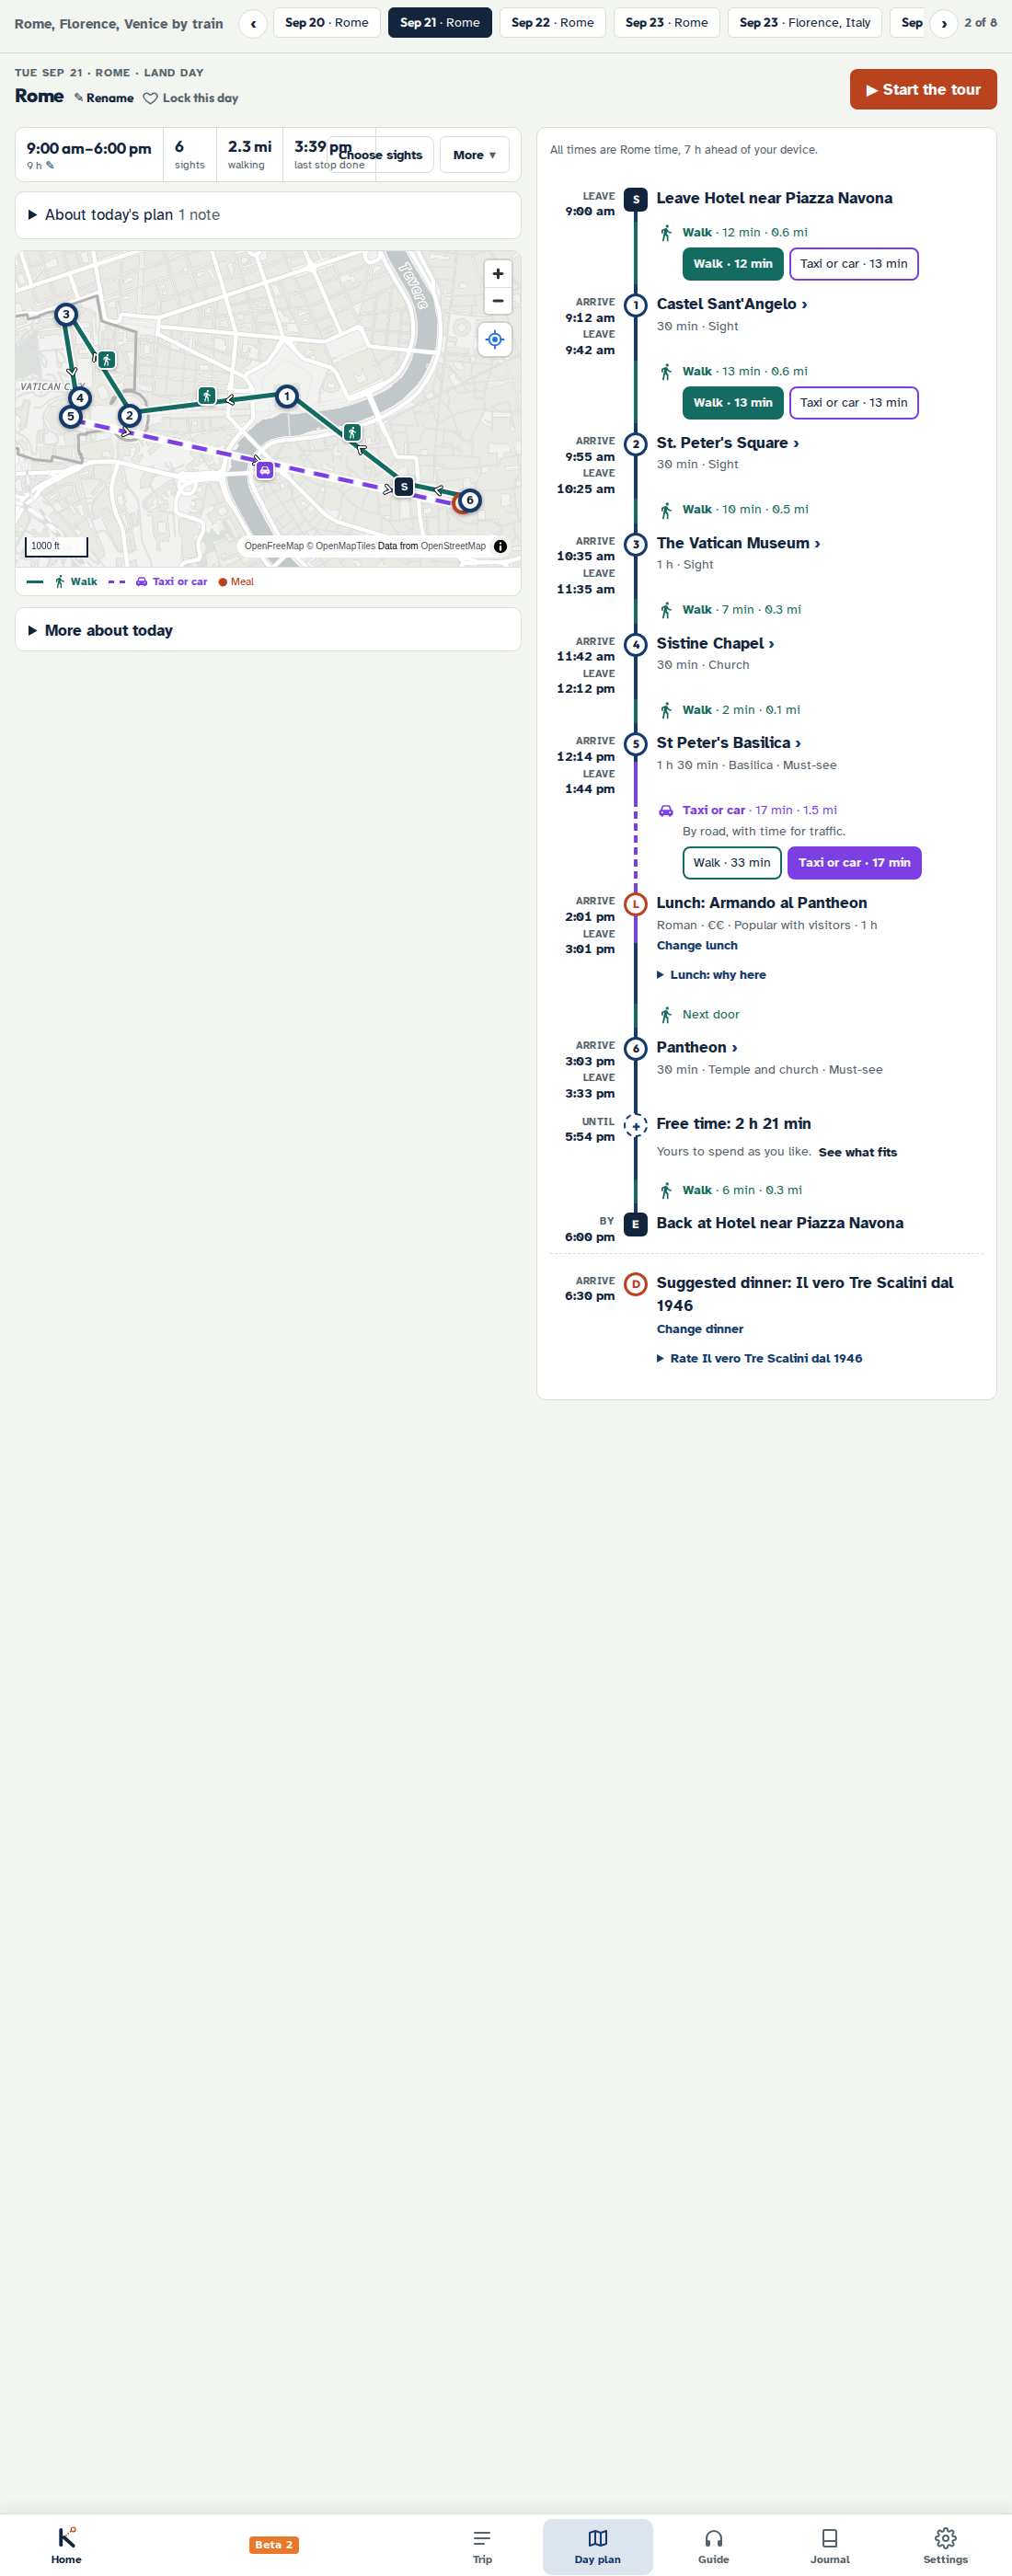 Rome, Florence, Venice by train
‹
Sep 20 · Rome
Sep 21 · Rome
Sep 22 · Rome
Sep 23 · Rome
Sep 23 · Florence, Italy
Sep
›
2 of 8
TUE SEP 21 · ROME · LAND DAY
Rome ✎ Rename Lock this day
▶ Start the tour
9:00 am–6:00 pm
9 h ✎
6
sights
2.3 mi
walking
3:39 pm
last stop done
Choose sights
More ▾
▶ About today's plan 1 note
Tevere
VATICAN C
3
4
5
2
1
S
6
+
−
1000 ft
OpenFreeMap © OpenMapTiles Data from OpenStreetMap
Walk
Taxi or car
Meal
▶ More about today
All times are Rome time, 7 h ahead of your device.
LEAVE
9:00 am
S
Leave Hotel near Piazza Navona
Walk · 12 min · 0.6 mi
Walk · 12 min
Taxi or car · 13 min
ARRIVE
9:12 am
LEAVE
9:42 am
1
Castel Sant'Angelo ›
30 min · Sight
Walk · 13 min · 0.6 mi
Walk · 13 min
Taxi or car · 13 min
ARRIVE
9:55 am
LEAVE
10:25 am
2
St. Peter's Square ›
30 min · Sight
Walk · 10 min · 0.5 mi
ARRIVE
10:35 am
LEAVE
11:35 am
3
The Vatican Museum ›
1 h · Sight
Walk · 7 min · 0.3 mi
ARRIVE
11:42 am
LEAVE
12:12 pm
4
Sistine Chapel ›
30 min · Church
Walk · 2 min · 0.1 mi
ARRIVE
12:14 pm
LEAVE
1:44 pm
5
St Peter's Basilica ›
1 h 30 min · Basilica · Must-see
Taxi or car · 17 min · 1.5 mi
By road, with time for traffic.
Walk · 33 min
Taxi or car · 17 min
ARRIVE
2:01 pm
LEAVE
3:01 pm
L
Lunch: Armando al Pantheon
Roman · €€ · Popular with visitors · 1 h
Change lunch
▶ Lunch: why here
Next door
ARRIVE
3:03 pm
LEAVE
3:33 pm
6
Pantheon ›
30 min · Temple and church · Must-see
UNTIL
5:54 pm
+
Free time: 2 h 21 min
Yours to spend as you like. See what fits
Walk · 6 min · 0.3 mi
BY
6:00 pm
E
Back at Hotel near Piazza Navona
ARRIVE
6:30 pm
D
Suggested dinner: Il vero Tre Scalini dal
1946
Change dinner
▶ Rate Il vero Tre Scalini dal 1946
Home
Beta 2
Trip
Day plan
Guide
Journal
Settings